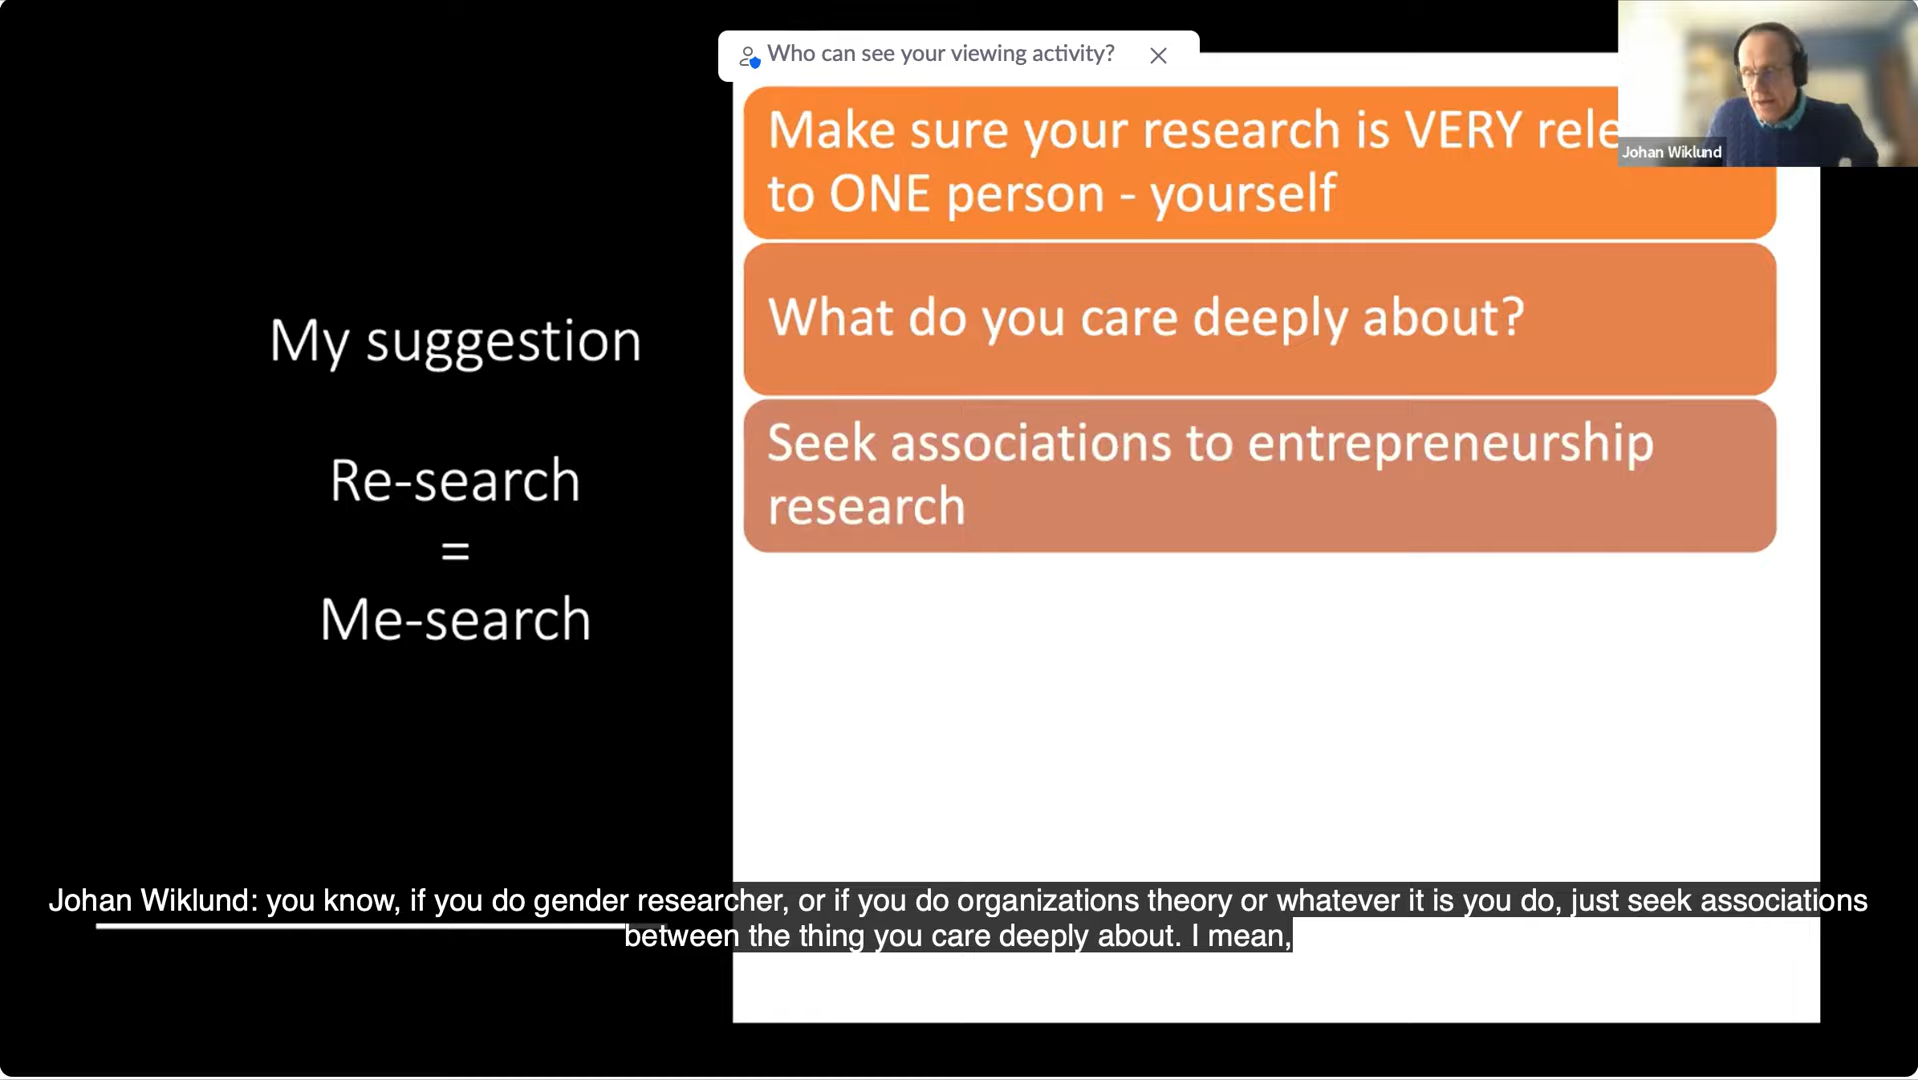 Who can see your viewing activity?
Make sure your research is VERY rele
to ONE person - yourself
Johan Wiklund
What do you care deeply about?
My suggestion
Seek associations to entrepreneurship
research
Re-search
=
Me-search
Johan Wiklund: you know, if you do gender researcher, or if you do organizations theory or whatever it is you do, just seek associations
between the thing you care deeply about. I mean,